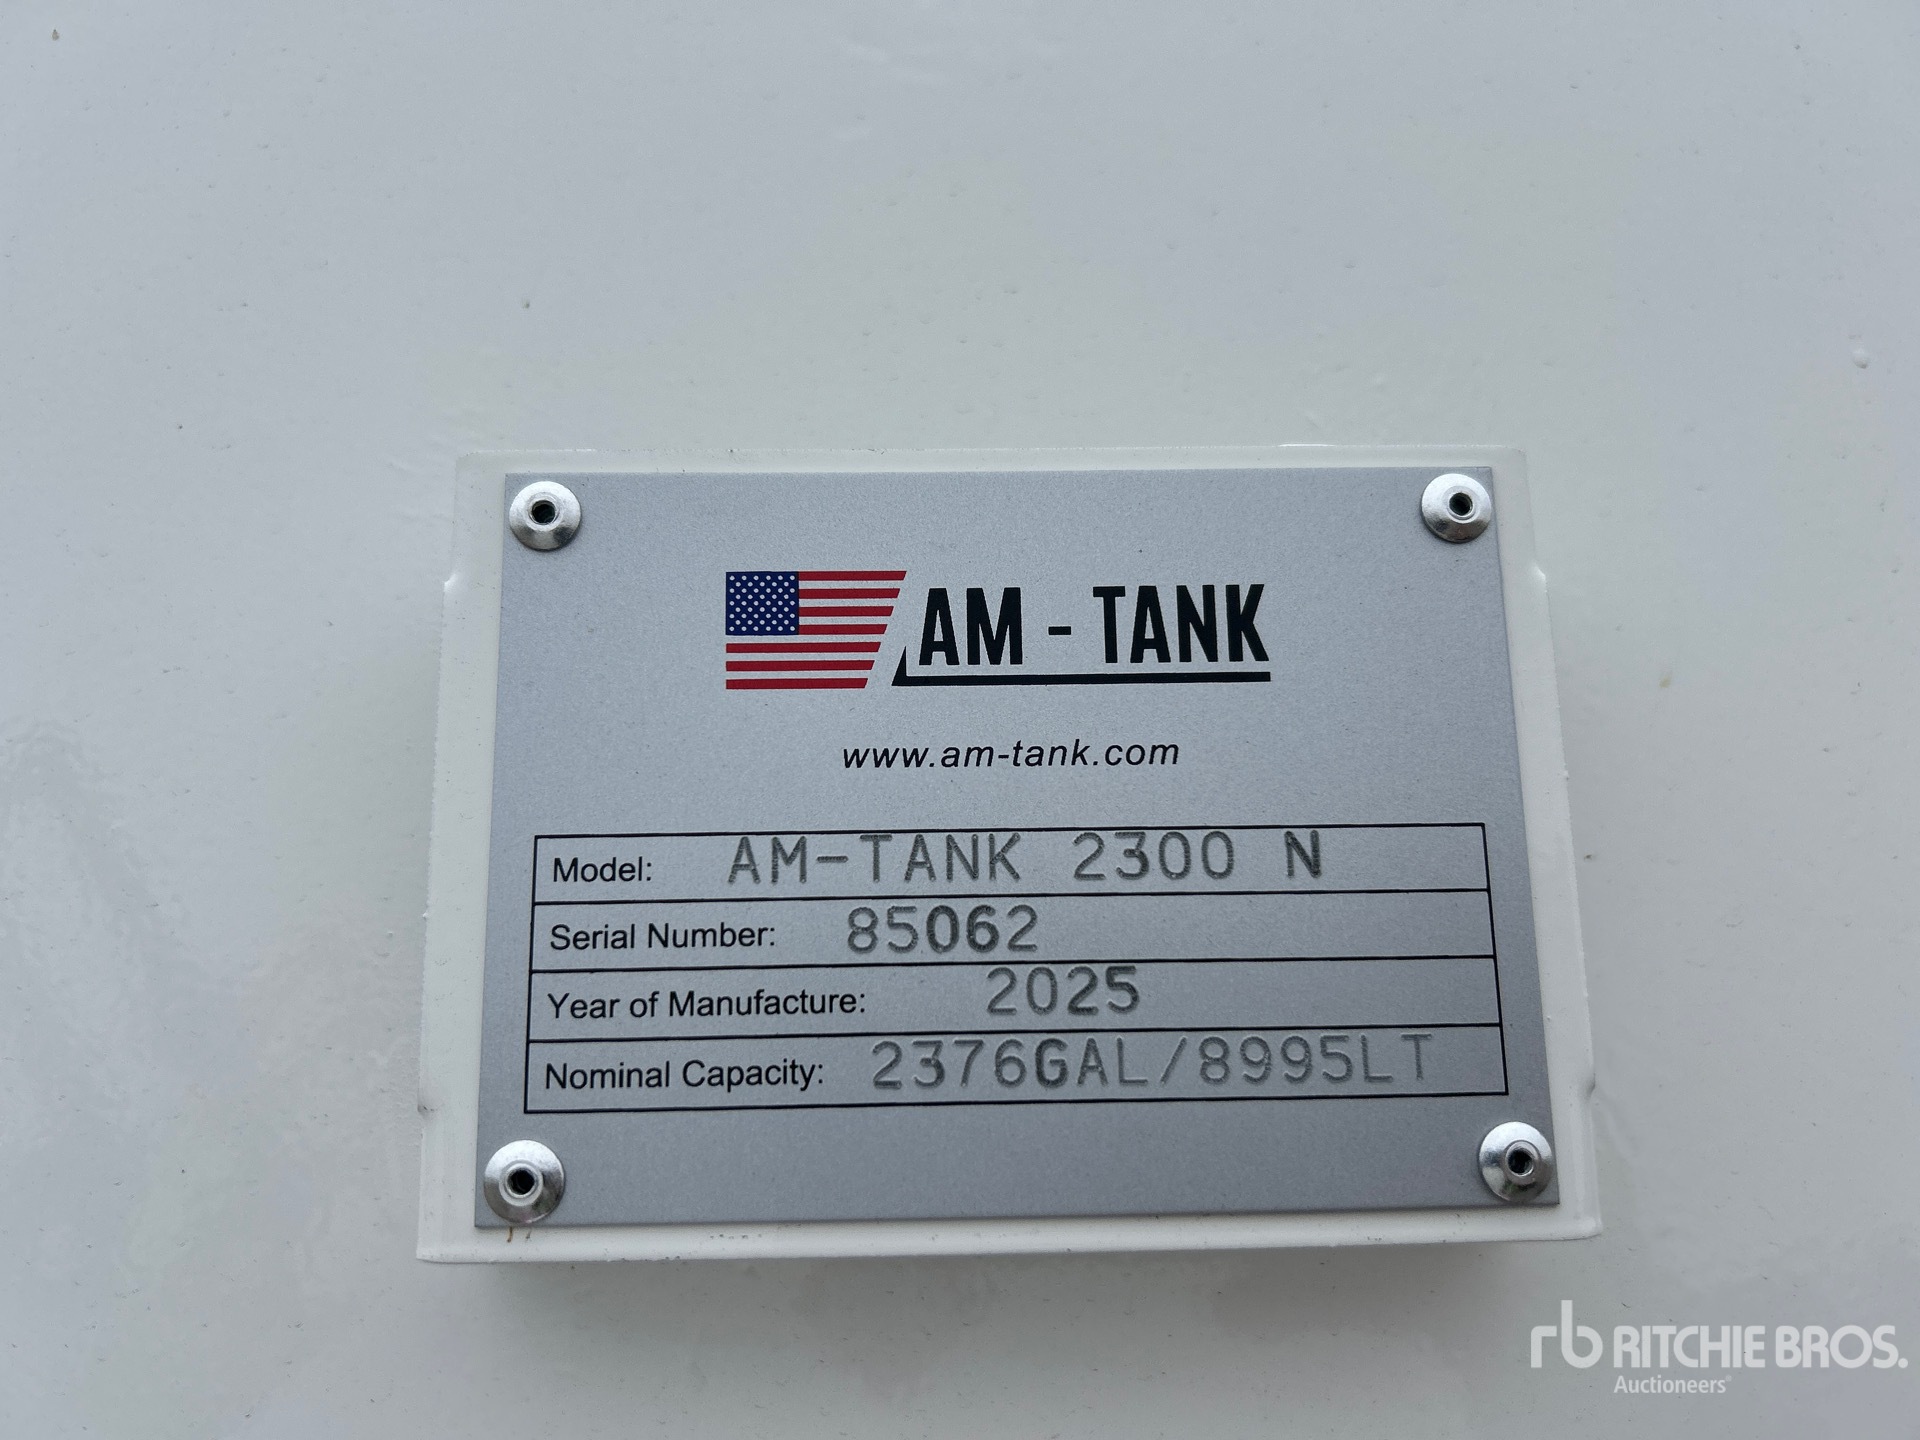 AM - TANK
www.am-tank.com
Model: AM-TANK 2300 N
Serial Number: 85062
Year of Manufacture: 2025
Nominal Capacity: 2376GAL/8995LT
rb RITCHIE BROS.
Auctioneers